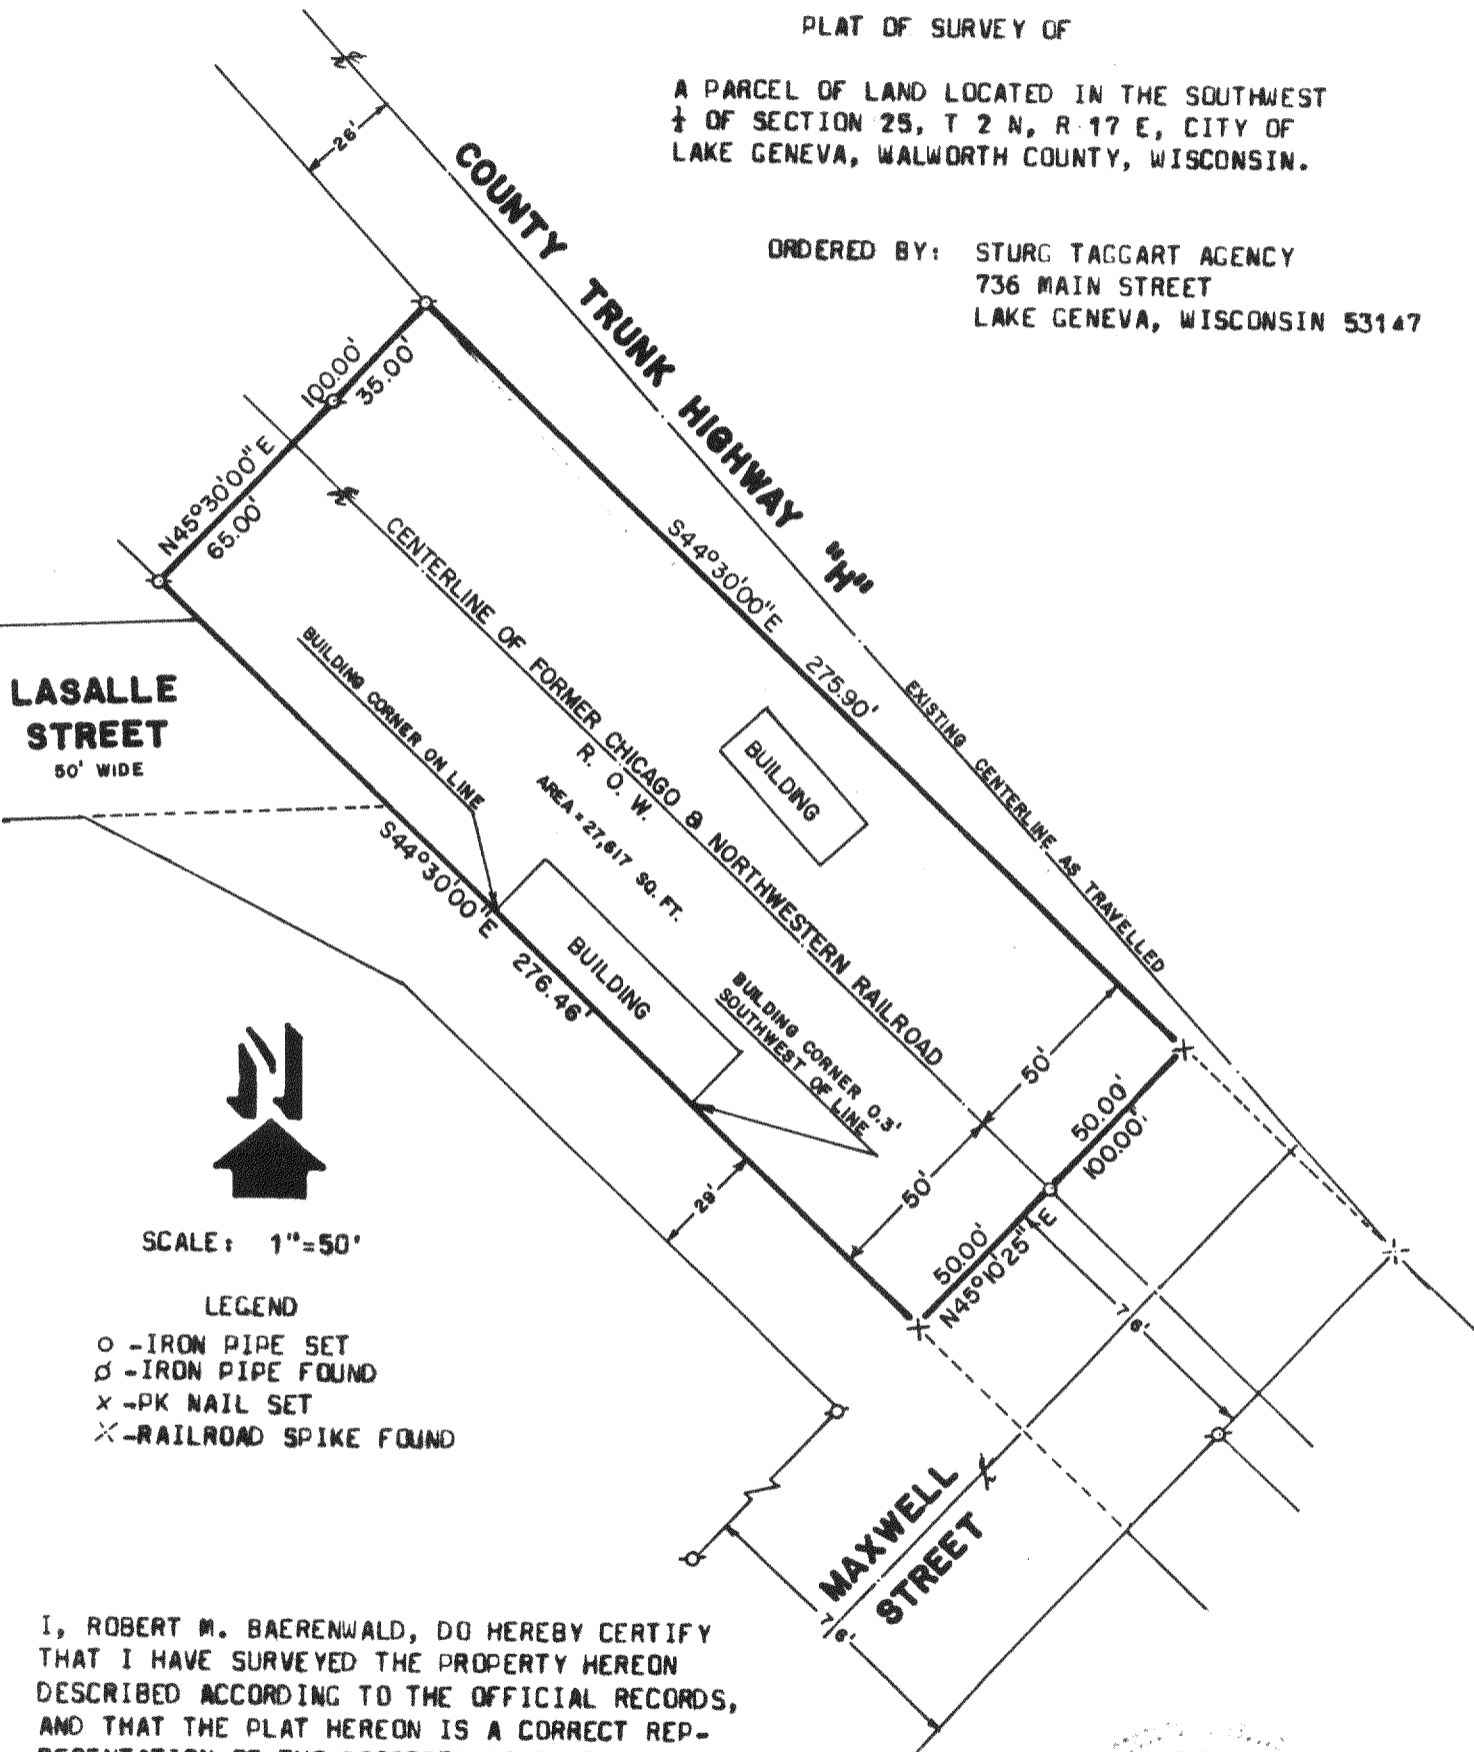 PLAT OF SURVEY OF
A PARCEL OF LAND LOCATED IN THE SOUTHWEST
¼ OF SECTION 25, T 2 N, R 17 E, CITY OF
LAKE GENEVA, WALWORTH COUNTY, WISCONSIN.
ORDERED BY: STURG TAGGART AGENCY
736 MAIN STREET
LAKE GENEVA, WISCONSIN 53147
26'
COUNTY TRUNK HIGHWAY "H"
100.00'
35.00'
N45°30'00"E
65.00'
S44°30'00"E
275.90'
EXISTING CENTERLINE AS TRAVELLED
CENTERLINE OF FORMER CHICAGO & NORTHWESTERN RAILROAD
R. O. W.
AREA = 27,617 SQ. FT.
BUILDING CORNER ON LINE
LASALLE
STREET
50' WIDE
BUILDING
S44°30'00"E
276.46'
BUILDING
BUILDING CORNER 0.3'
SOUTHWEST OF LINE
50'
50'
50.00'
100.00'
50.00'
N45°10'25"E
29'
76'
SCALE: 1"=50'
LEGEND
O -IRON PIPE SET
Ø -IRON PIPE FOUND
X -PK NAIL SET
-RAILROAD SPIKE FOUND
MAXWELL
STREET
76'
I, ROBERT M. BAERENWALD, DO HEREBY CERTIFY
THAT I HAVE SURVEYED THE PROPERTY HEREON
DESCRIBED ACCORDING TO THE OFFICIAL RECORDS,
AND THAT THE PLAT HEREON IS A CORRECT REP-